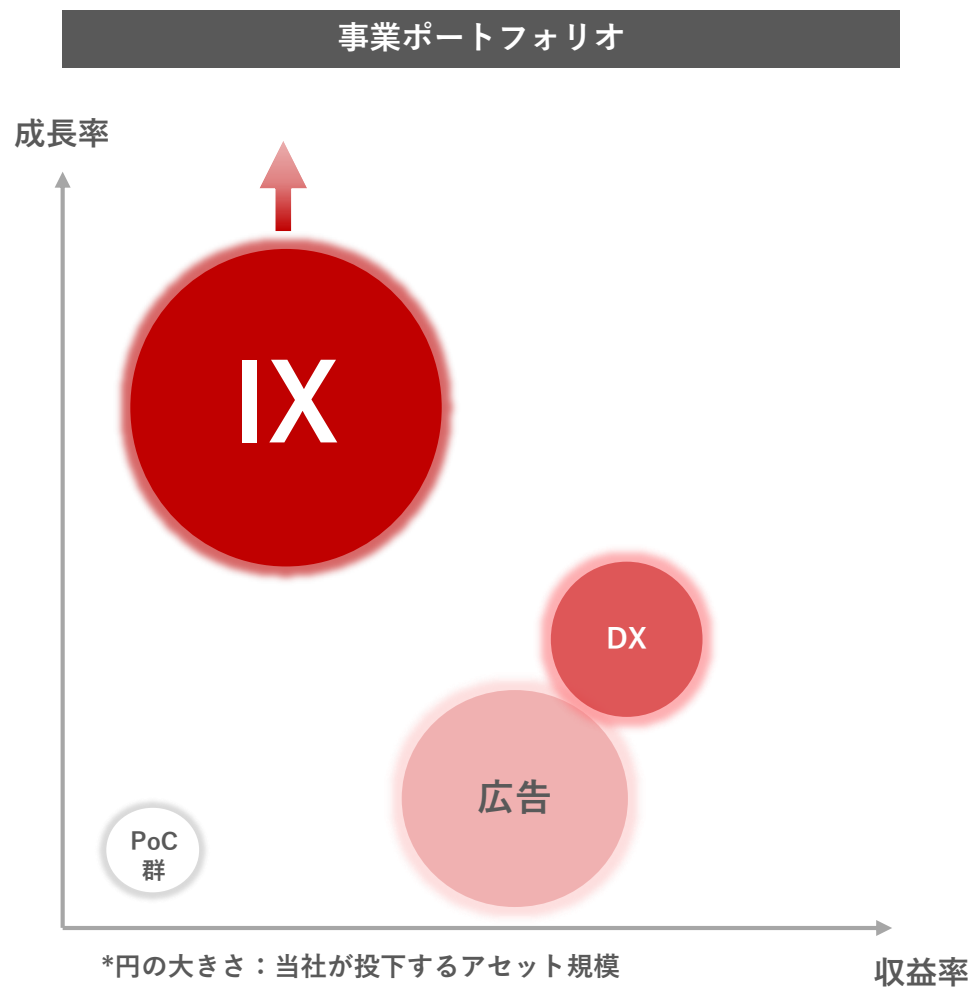 事業ポートフォリオ
成長率
IX
DX
広告
PoC
群
*円の大きさ：当社が投下するアセット規模
収益率